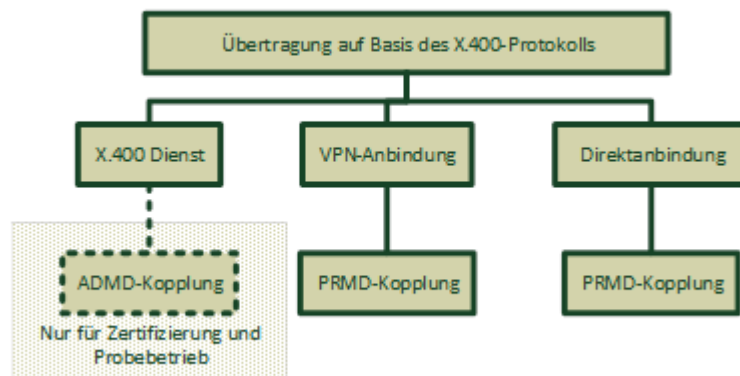 Übertragung auf Basis des X.400-Protokolls
X.400 Dienst
VPN-Anbindung
Direktanbindung
ADMD-Kopplung
PRMD-Kopplung
PRMD-Kopplung
Nur für Zertifizierung und
Probebetrieb